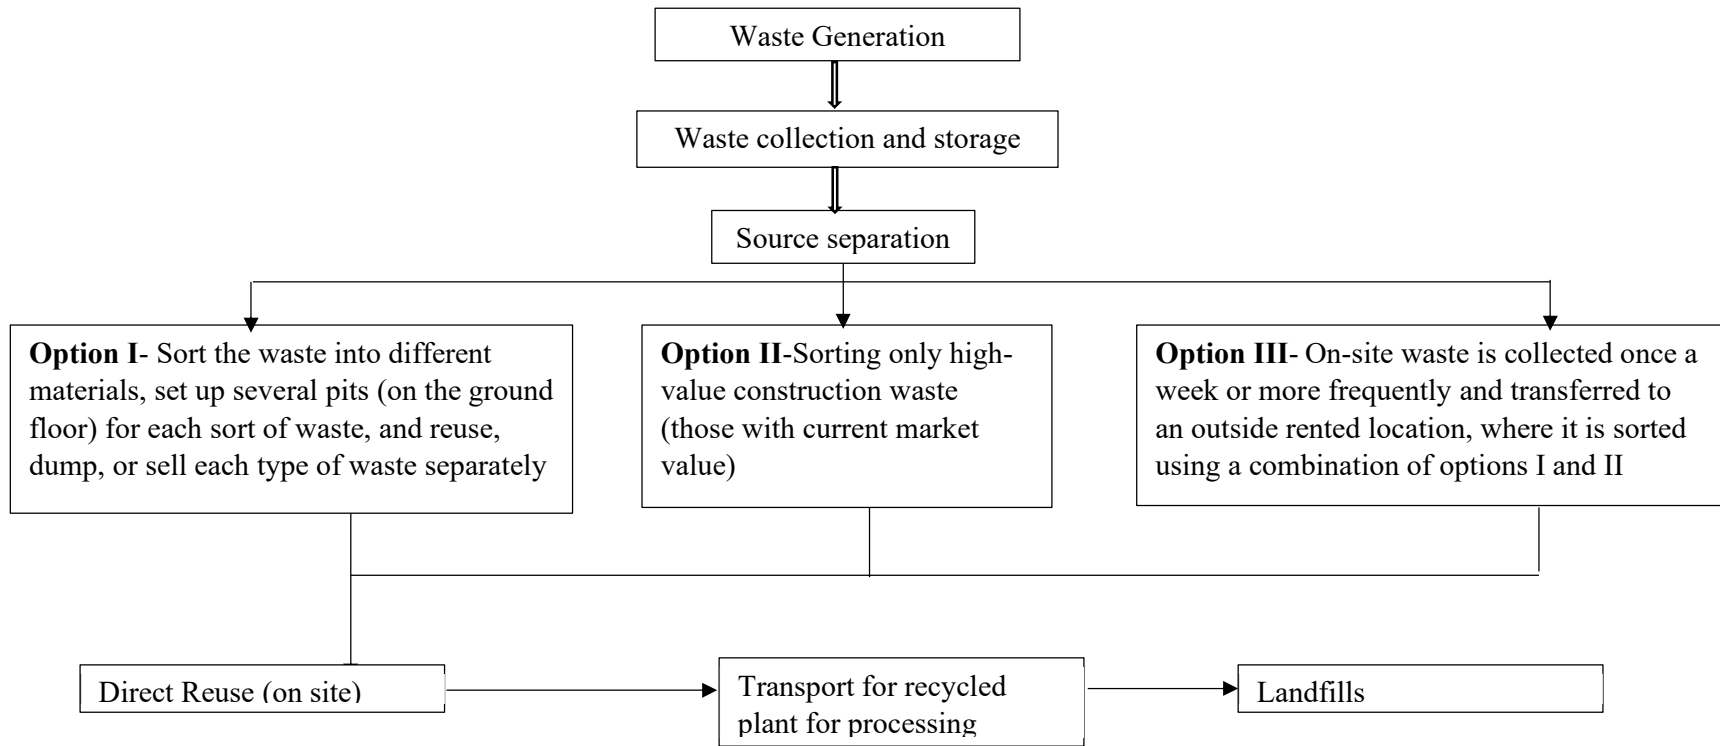 Waste Generation
Waste collection and storage
Source separation
Option I- Sort the waste into different
materials, set up several pits (on the ground
floor) for each sort of waste, and reuse,
dump, or sell each type of waste separately
Option II-Sorting only high-
value construction waste
(those with current market
value)
Option III- On-site waste is collected once a
week or more frequently and transferred to
an outside rented location, where it is sorted
using a combination of options I and II
Direct Reuse (on site)
Transport for recycled
plant for processing
Landfills